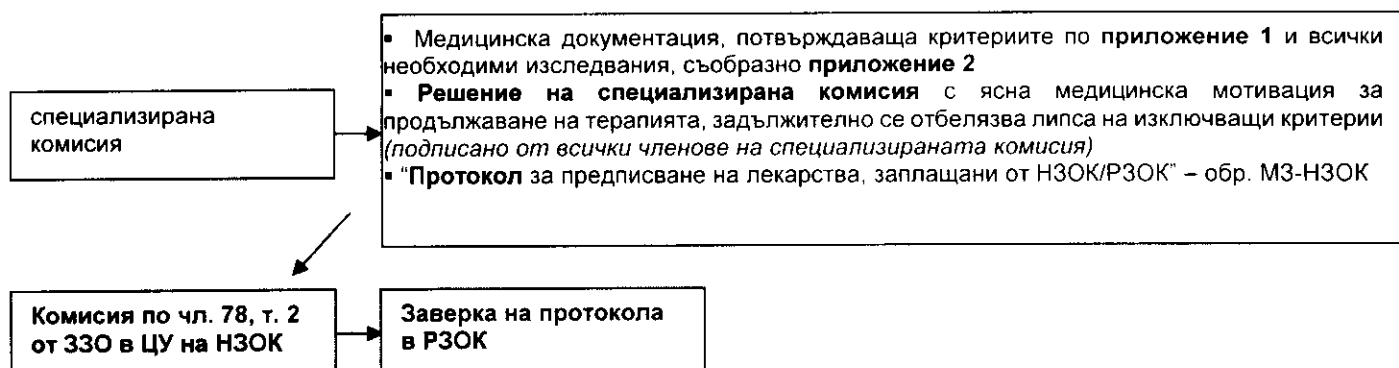 специализирана
комисия
▪ Медицинска документация, потвърждаваща критериите по приложение 1 и всички
необходими изследвания, съобразно приложение 2
▪ Решение на специализирана комисия с ясна медицинска мотивация за
продължаване на терапията, задължително се отбелязва липса на изключващи критерии
(подписано от всички членове на специализираната комисия)
▪ "Протокол за предписване на лекарства, заплащани от НЗОК/РЗОК" – обр. МЗ-НЗОК
Комисия по чл. 78, т. 2
от ЗЗО в ЦУ на НЗОК
Заверка на протокола
в РЗОК